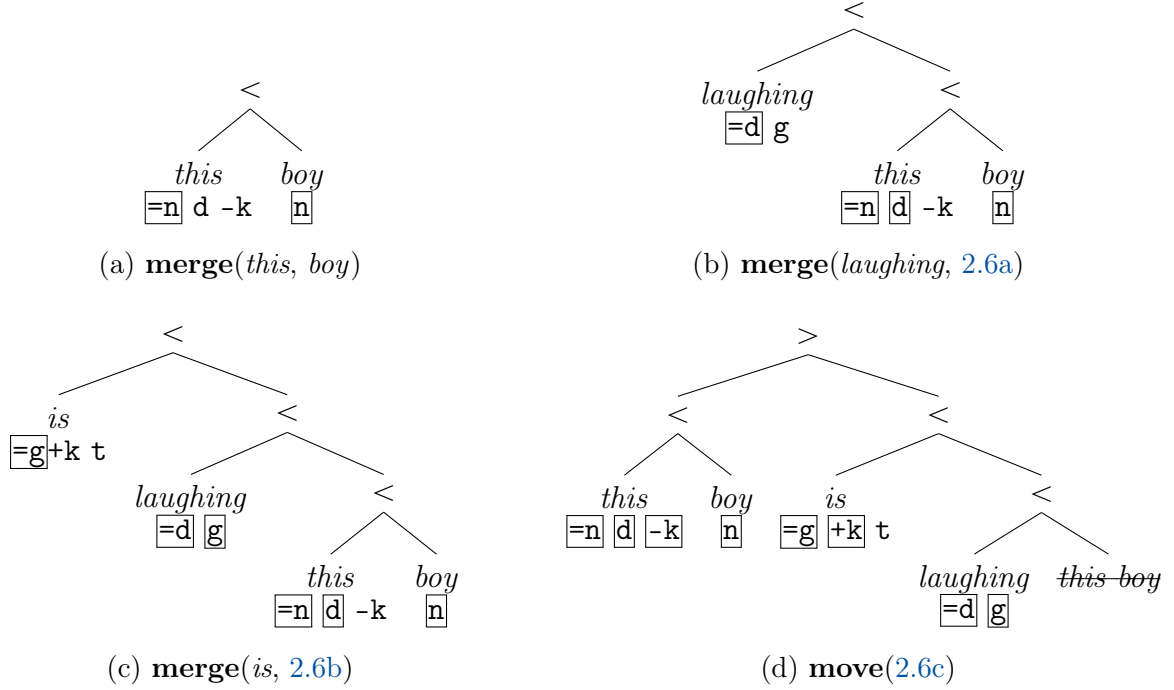 <
<
laughing
=d g
<
<
this boy
=n d -k n
this boy
=n d -k n
(a) merge(this, boy)
(b) merge(laughing, 2.6a)
<
is
=g+k t
<
laughing
=d g
<
this boy
=n d -k n
(c) merge(is, 2.6b)
>
< <
this boy is
=n d -k n =g +k t
<
laughing this boy
=d g
(d) move(2.6c)